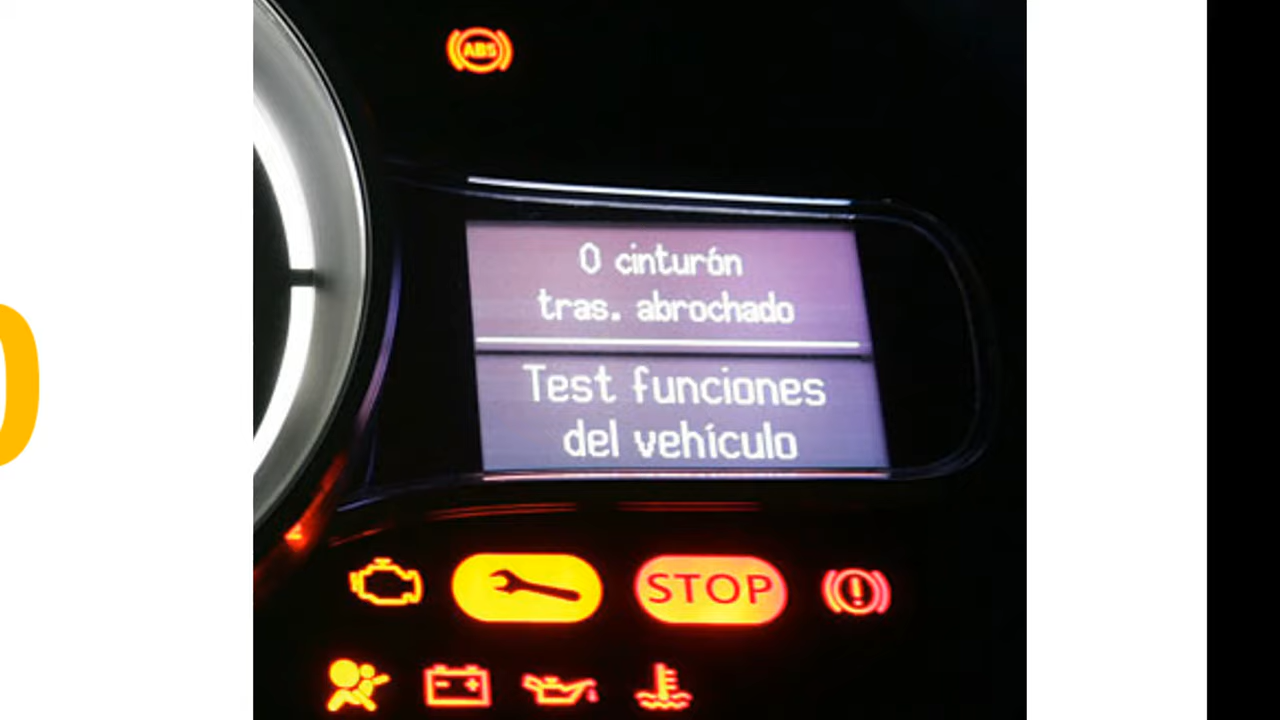 ABS
0 cinturón
tras. abrochado
Test funciones
del vehículo
STOP